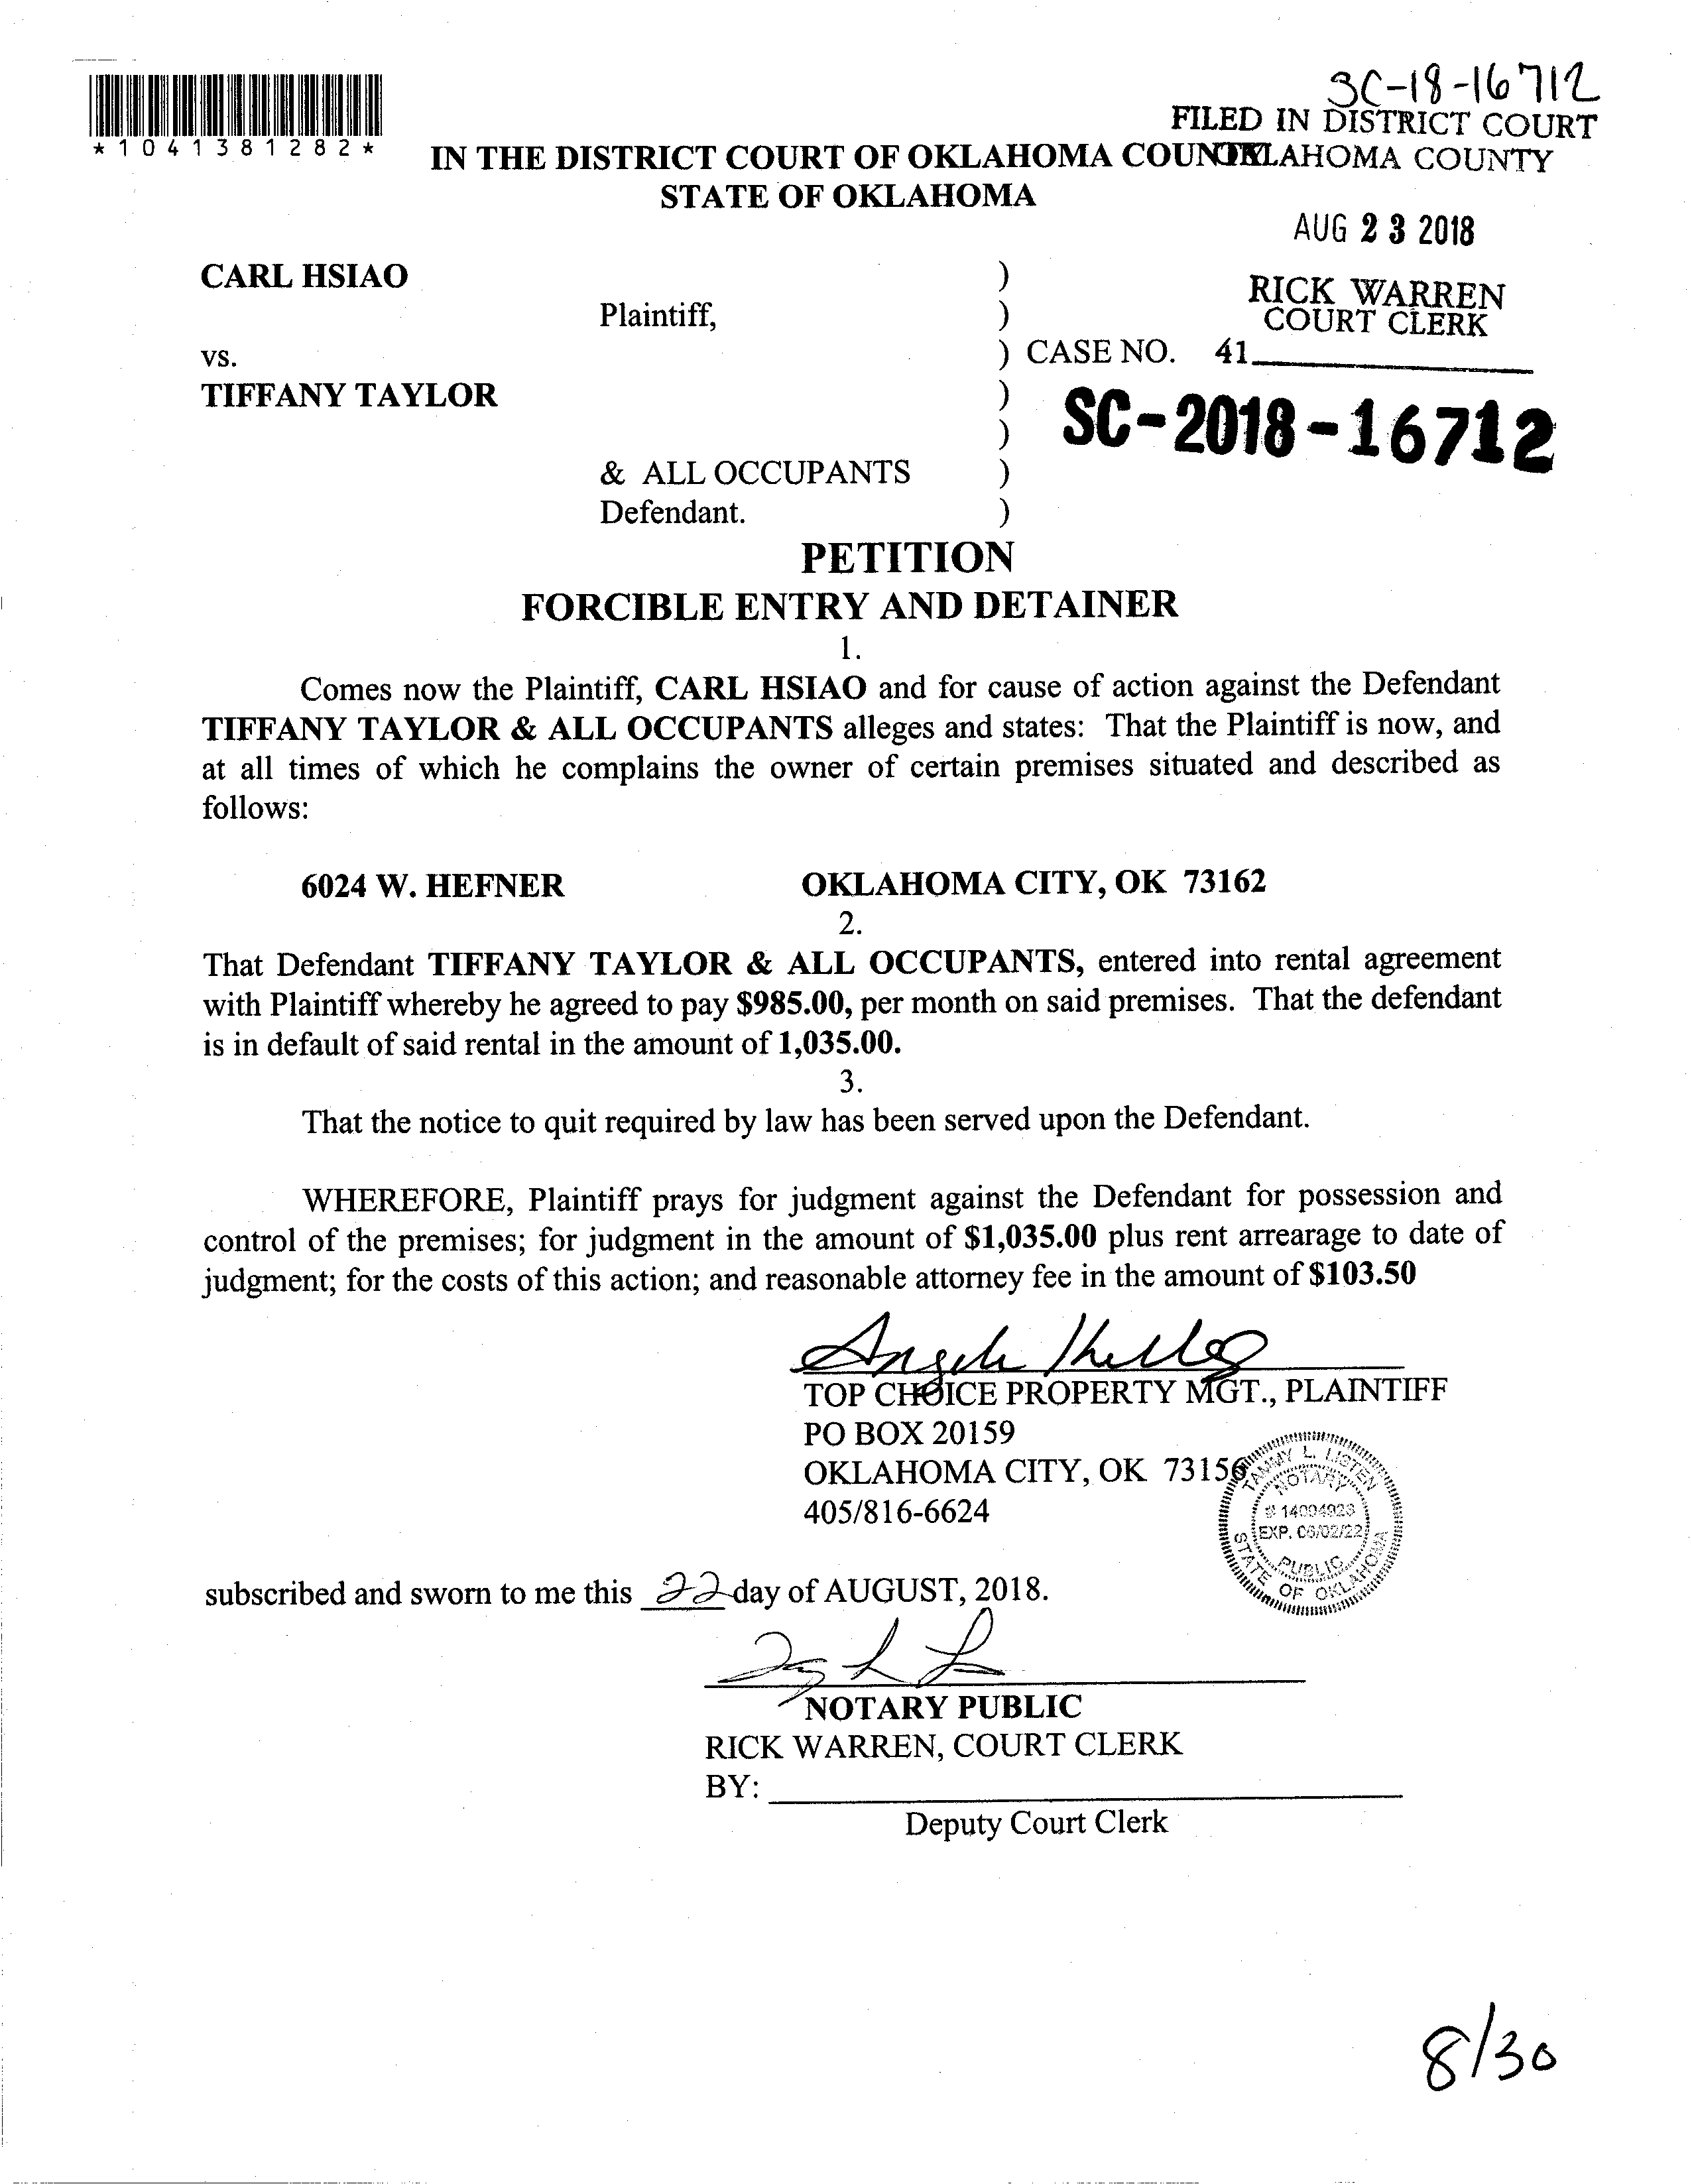 SC-18-16712
FILED IN DISTRICT COURT
OKLAHOMA COUNTY
*1041381282*
IN THE DISTRICT COURT OF OKLAHOMA COUNTY
STATE OF OKLAHOMA
AUG 23 2018
CARL HSIAO )
RICK WARREN
Plaintiff, )
COURT CLERK
vs. ) CASE NO. 41
TIFFANY TAYLOR )
) SC-2018-16712
& ALL OCCUPANTS )
Defendant. )
PETITION
FORCIBLE ENTRY AND DETAINER
1.
Comes now the Plaintiff, CARL HSIAO and for cause of action against the Defendant
TIFFANY TAYLOR & ALL OCCUPANTS alleges and states: That the Plaintiff is now, and
at all times of which he complains the owner of certain premises situated and described as
follows:
6024 W. HEFNER OKLAHOMA CITY, OK 73162
2.
That Defendant TIFFANY TAYLOR & ALL OCCUPANTS, entered into rental agreement
with Plaintiff whereby he agreed to pay $985.00, per month on said premises. That the defendant
is in default of said rental in the amount of 1,035.00.
3.
That the notice to quit required by law has been served upon the Defendant.
WHEREFORE, Plaintiff prays for judgment against the Defendant for possession and
control of the premises; for judgment in the amount of $1,035.00 plus rent arrearage to date of
judgment; for the costs of this action; and reasonable attorney fee in the amount of $103.50
TOP CHOICE PROPERTY MGT., PLAINTIFF
PO BOX 20159
OKLAHOMA CITY, OK 73156
405/816-6624
TAMMY L. LISTEN
NOTARY
# 14004923
EXP. 06/02/22
PUBLIC
STATE OF OKLAHOMA
subscribed and sworn to me this 22 day of AUGUST, 2018.
NOTARY PUBLIC
RICK WARREN, COURT CLERK
BY:
Deputy Court Clerk
8/30